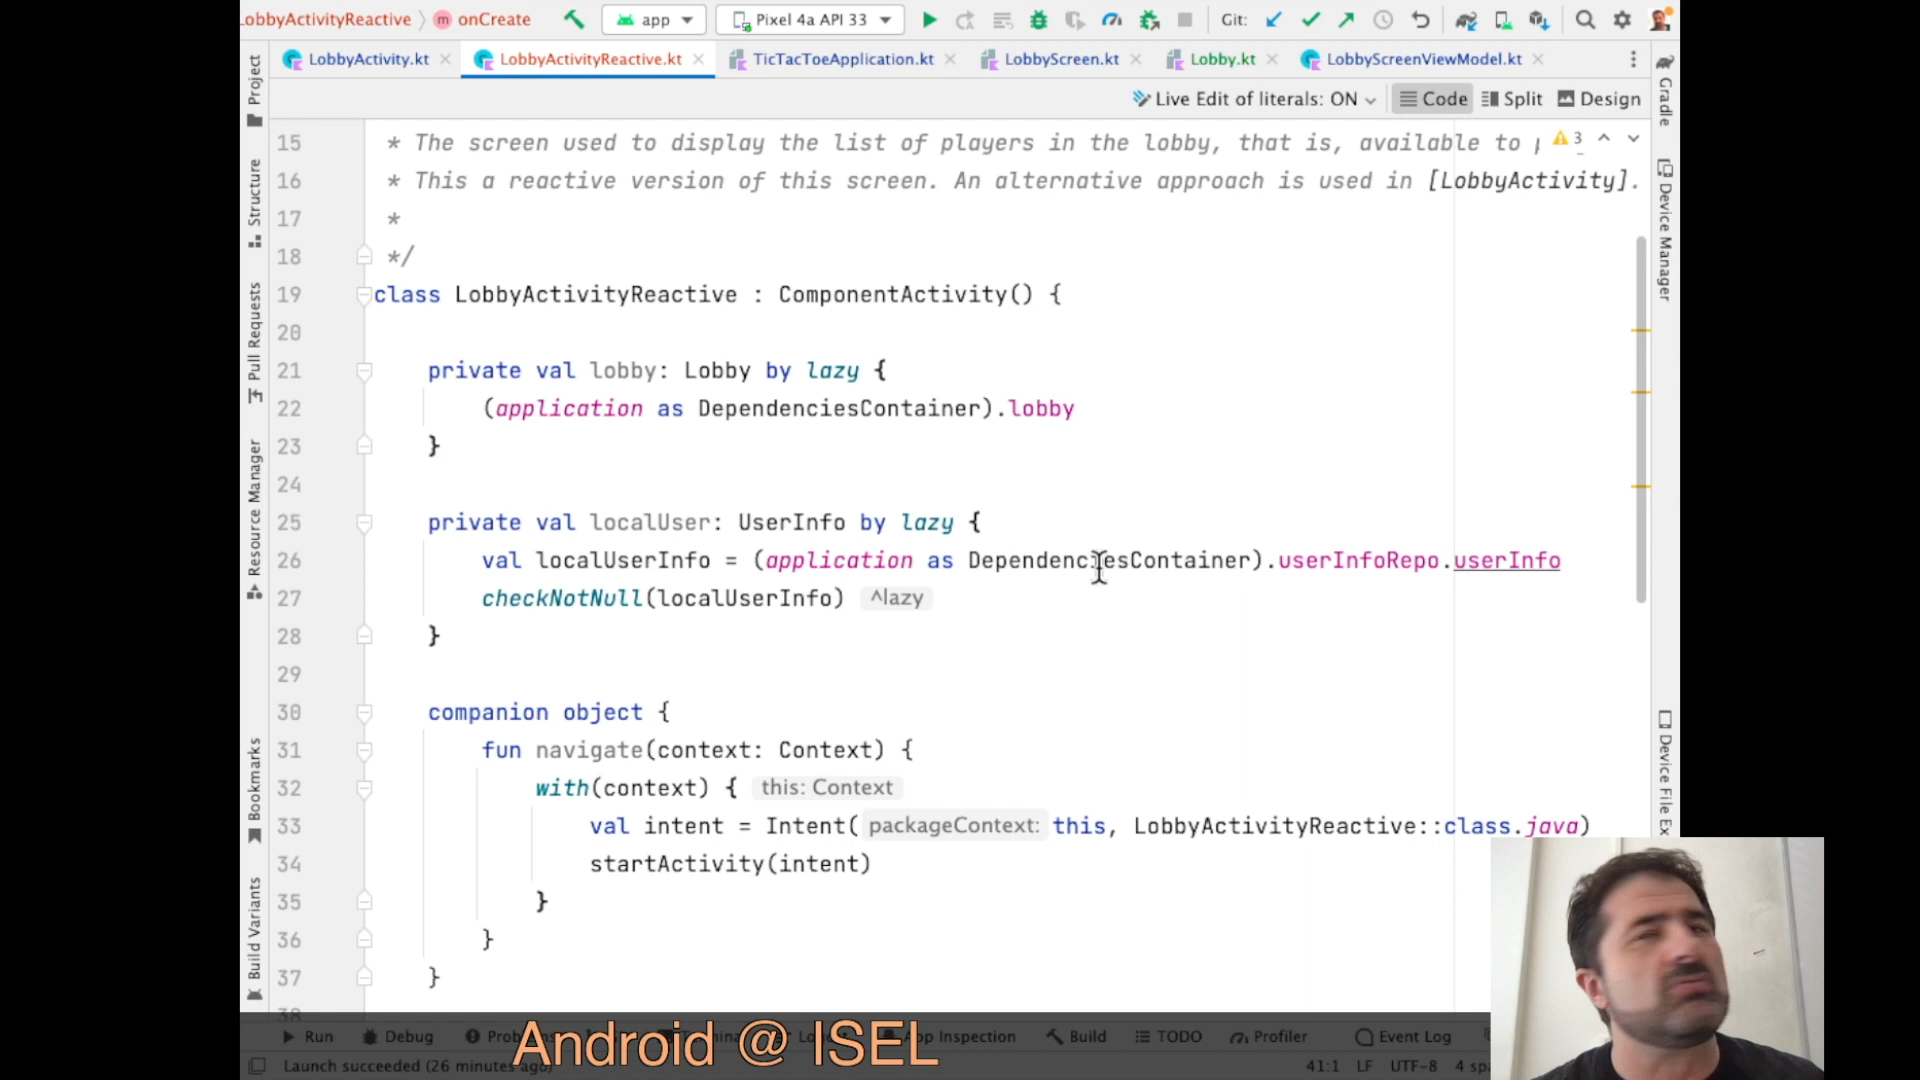 LobbyActivityReactive
onCreate
app
Pixel 4a API 33
Git:
LobbyActivity.kt
LobbyActivityReactive.kt
TicTacToeApplication.kt
LobbyScreen.kt
Lobby.kt
LobbyScreenViewModel.kt
Live Edit of literals: ON
Code
Split
Design
Project
Structure
Pull Requests
Resource Manager
Bookmarks
Build Variants
Gradle
Device Manager
Device File Ex
3
15 * The screen used to display the list of players in the lobby, that is, available to
16 * This a reactive version of this screen. An alternative approach is used in [LobbyActivity].
17 *
18 */
19 class LobbyActivityReactive : ComponentActivity() {
20
21 private val lobby: Lobby by lazy {
22 (application as DependenciesContainer).lobby
23 }
24
25 private val localUser: UserInfo by lazy {
26 val localUserInfo = (application as DependenciesContainer).userInfoRepo.userInfo
27 checkNotNull(localUserInfo) ^lazy
28 }
29
30 companion object {
31 fun navigate(context: Context) {
32 with(context) { this: Context
33 val intent = Intent( packageContext: this, LobbyActivityReactive::class.java)
34 startActivity(intent)
35 }
36 }
37 }
Run
Debug
Android @ ISEL
App Inspection
Build
TODO
Profiler
Event Log
Launch succeeded (26 minutes ago)
41:1
LF
UTF-8
4 sp